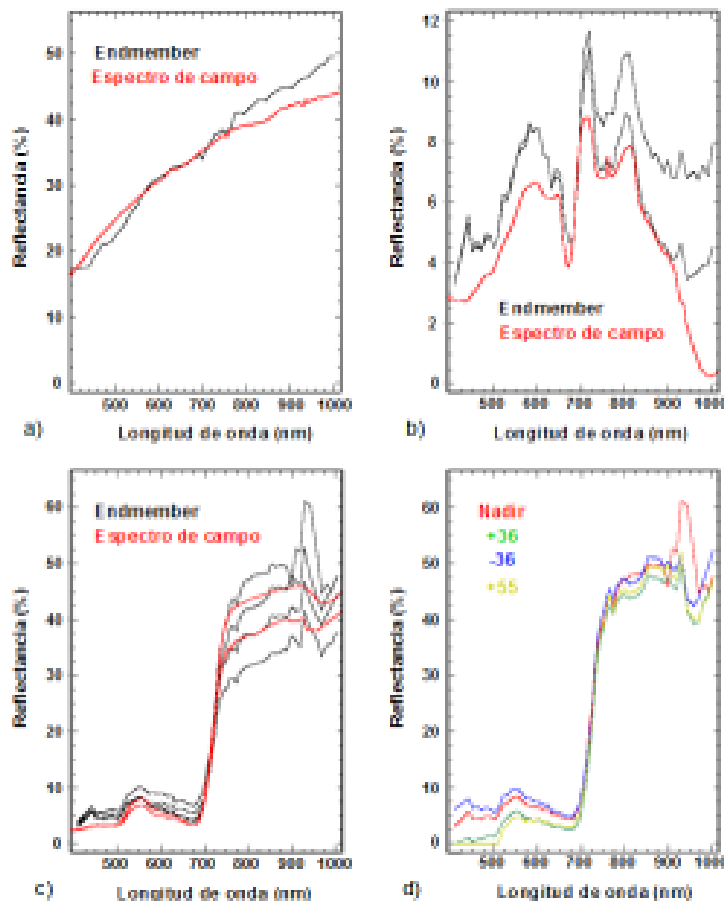 50
40
30
20
10
0
Reflectancia (%)
Endmember
Espectro de campo
500 600 700 800 900 1000
a) Longitud de onda (nm)
12
10
8
6
4
2
0
Reflectancia (%)
Endmember
Espectro de campo
500 600 700 800 900 1000
b) Longitud de onda (nm)
60
50
40
30
20
10
0
Reflectancia (%)
Endmember
Espectro de campo
500 600 700 800 900 1000
c) Longitud de onda (nm)
60
50
40
30
20
10
0
Reflectancia (%)
Nadir
+36
-36
+55
500 600 700 800 900 1000
d) Longitud de onda (nm)